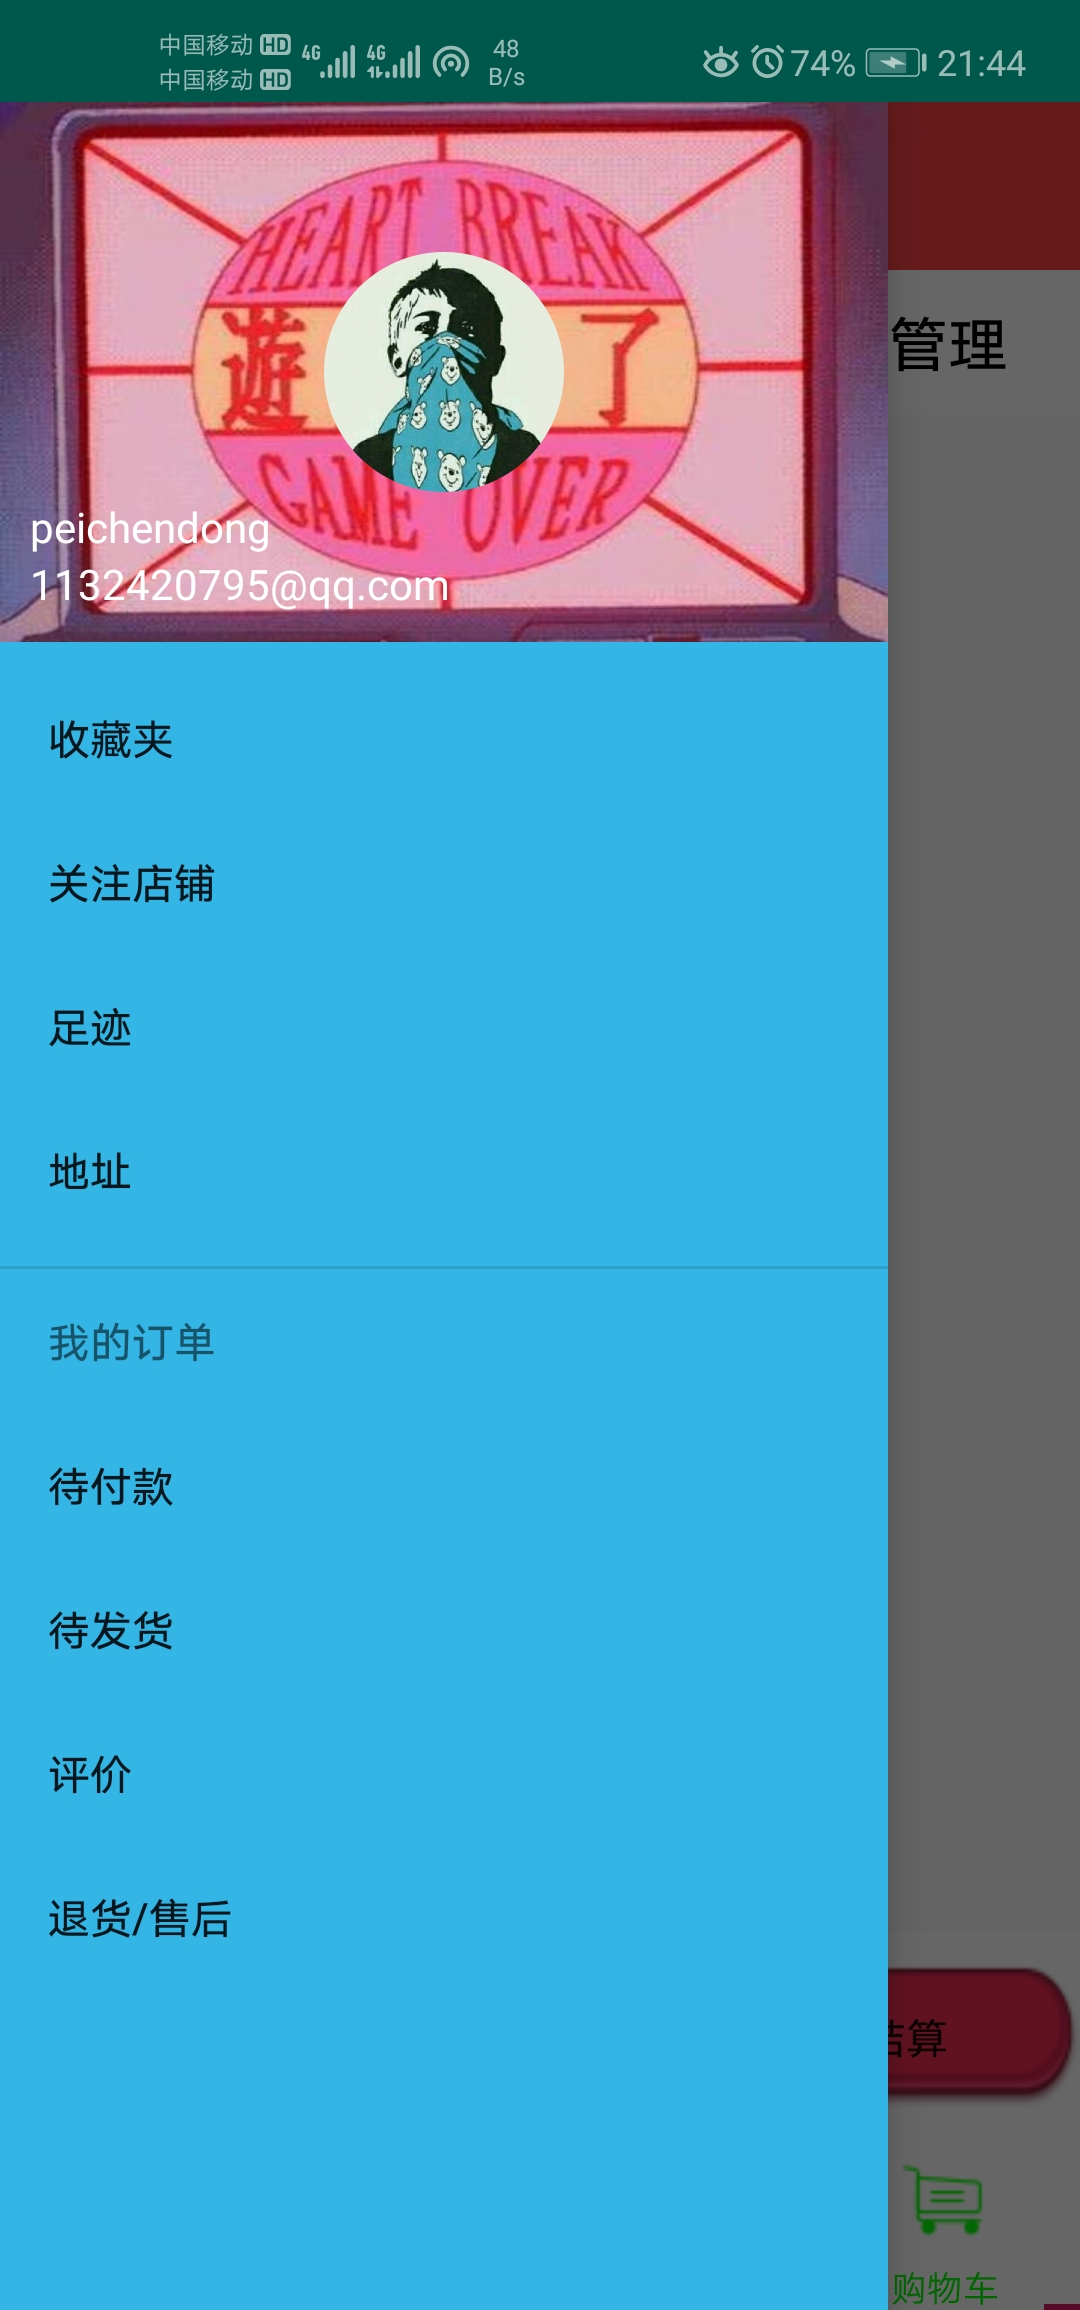 中国移动 HD
中国移动 HD
4G
4G
48
B/s
74%
21:44
HEART BREAK
遊
了
GAME OVER
peichendong
1132420795@qq.com
管理
收藏夹
关注店铺
足迹
地址
我的订单
待付款
待发货
评价
退货/售后
结算
购物车